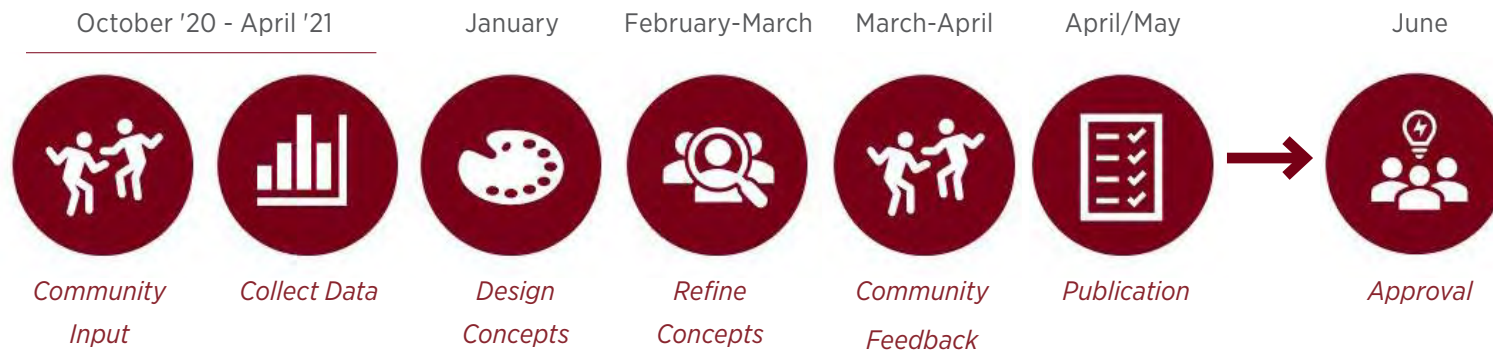 October '20 - April '21
January
February-March
March-April
April/May
June
Community
Input
Collect Data
Design
Concepts
Refine
Concepts
Community
Feedback
Publication
Approval